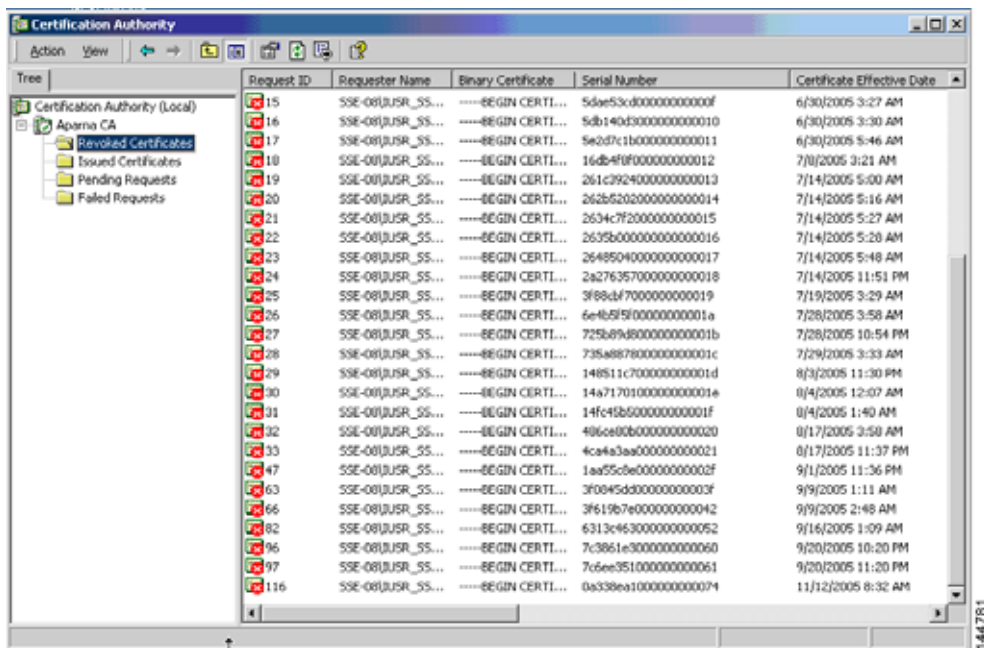 Certification Authority
Action View
Tree
Certification Authority (Local)
Aparna CA
Revoked Certificates
Issued Certificates
Pending Requests
Failed Requests
Request ID Requester Name Binary Certificate Serial Number Certificate Effective Date
15 SSE-08\IUSR_SS... -----BEGIN CERTI... 5dae53cd00000000000f 6/30/2005 3:27 AM
16 SSE-08\IUSR_SS... -----BEGIN CERTI... 5db140d3000000000010 6/30/2005 3:30 AM
17 SSE-08\IUSR_SS... -----BEGIN CERTI... 5e2d7c1b000000000011 6/30/2005 5:46 AM
18 SSE-08\IUSR_SS... -----BEGIN CERTI... 16db4f8f000000000012 7/8/2005 3:21 AM
19 SSE-08\IUSR_SS... -----BEGIN CERTI... 261c3924000000000013 7/14/2005 5:00 AM
20 SSE-08\IUSR_SS... -----BEGIN CERTI... 262b5202000000000014 7/14/2005 5:16 AM
21 SSE-08\IUSR_SS... -----BEGIN CERTI... 2634c7f2000000000015 7/14/2005 5:27 AM
22 SSE-08\IUSR_SS... -----BEGIN CERTI... 2635b000000000000016 7/14/2005 5:28 AM
23 SSE-08\IUSR_SS... -----BEGIN CERTI... 26485040000000000017 7/14/2005 5:48 AM
24 SSE-08\IUSR_SS... -----BEGIN CERTI... 2a276357000000000018 7/14/2005 11:51 PM
25 SSE-08\IUSR_SS... -----BEGIN CERTI... 3f88cbf7000000000019 7/19/2005 3:29 AM
26 SSE-08\IUSR_SS... -----BEGIN CERTI... 6e4b5f5f00000000001a 7/28/2005 3:58 AM
27 SSE-08\IUSR_SS... -----BEGIN CERTI... 725b89d800000000001b 7/28/2005 10:54 PM
28 SSE-08\IUSR_SS... -----BEGIN CERTI... 735a887800000000001c 7/29/2005 3:33 AM
29 SSE-08\IUSR_SS... -----BEGIN CERTI... 148511c700000000001d 8/3/2005 11:30 PM
30 SSE-08\IUSR_SS... -----BEGIN CERTI... 14a7170100000000001e 8/4/2005 12:07 AM
31 SSE-08\IUSR_SS... -----BEGIN CERTI... 14fc45b500000000001f 8/4/2005 1:40 AM
32 SSE-08\IUSR_SS... -----BEGIN CERTI... 486ce80b000000000020 8/17/2005 3:58 AM
33 SSE-08\IUSR_SS... -----BEGIN CERTI... 4ca4a3aa000000000021 8/17/2005 11:37 PM
47 SSE-08\IUSR_SS... -----BEGIN CERTI... 1aa55c8e00000000002f 9/1/2005 11:36 PM
63 SSE-08\IUSR_SS... -----BEGIN CERTI... 3f0845dd00000000003f 9/9/2005 1:11 AM
66 SSE-08\IUSR_SS... -----BEGIN CERTI... 3f619b7e000000000042 9/9/2005 2:48 AM
82 SSE-08\IUSR_SS... -----BEGIN CERTI... 6313c463000000000052 9/16/2005 1:09 AM
96 SSE-08\IUSR_SS... -----BEGIN CERTI... 7c3861e3000000000060 9/20/2005 10:20 PM
97 SSE-08\IUSR_SS... -----BEGIN CERTI... 7c6ee351000000000061 9/20/2005 11:20 PM
116 SSE-08\IUSR_SS... -----BEGIN CERTI... 0a338ea1000000000074 11/12/2005 8:32 AM
144781